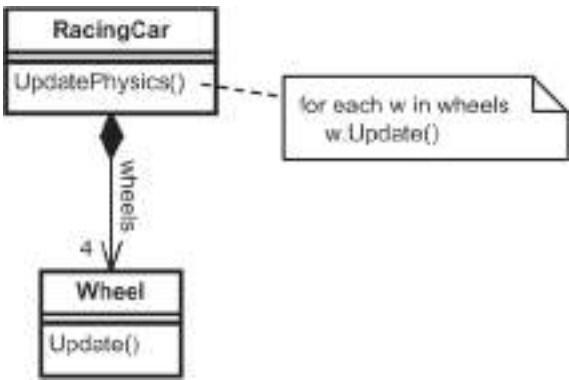 RacingCar
UpdatePhysics()
for each w in wheels
w.Update()
wheels
4
Wheel
Update()